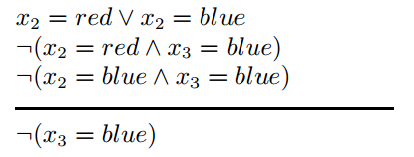 x₂ = red ∨ x₂ = blue
¬(x₂ = red ∧ x₃ = blue)
¬(x₂ = blue ∧ x₃ = blue)
¬(x₃ = blue)